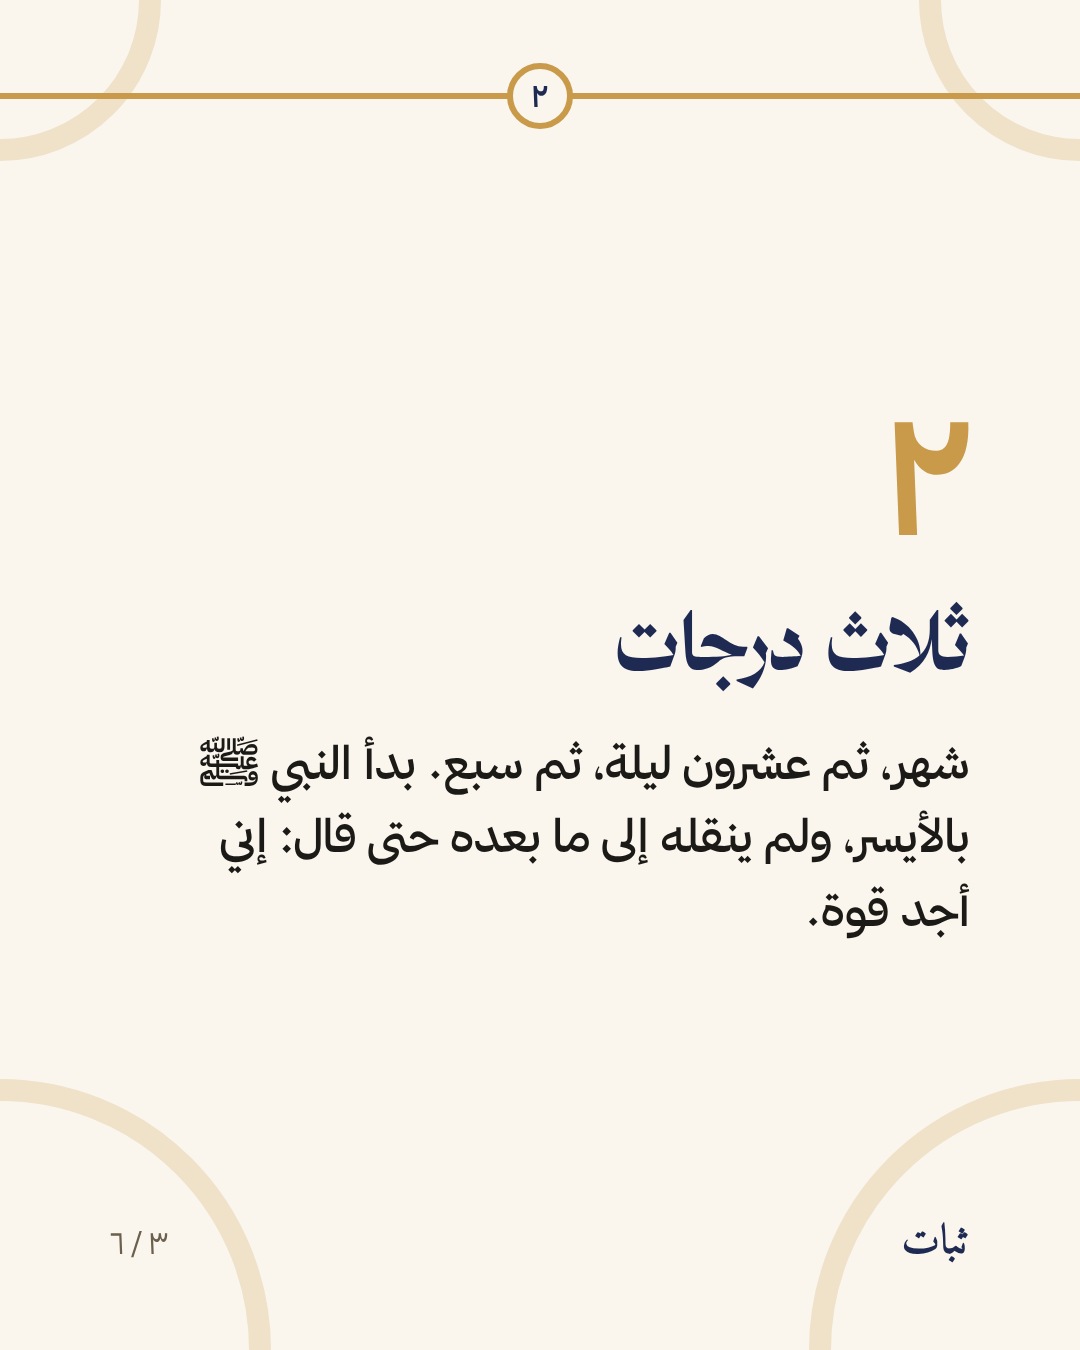 ٢
٢
ثلاث درجات
شهر، ثم عشرون ليلة، ثم سبع. بدأ النبي ﷺ
بالأيسر، ولم ينقله إلى ما بعده حتى قال: إني
أجد قوة.
ثبات
٣ / ٦